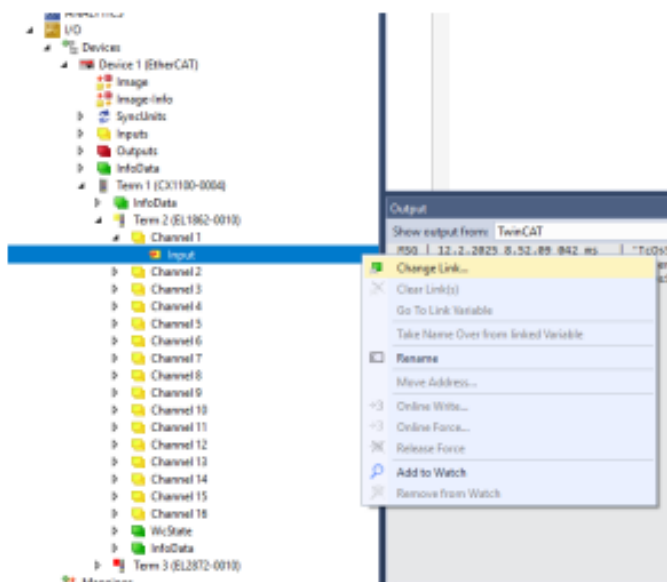 ANALYTICS
I/O
Devices
Device 1 (EtherCAT)
Image
Image-Info
SyncUnits
Inputs
Outputs
InfoData
Term 1 (CX1100-0004)
InfoData
Term 2 (EL1862-0010)
Channel 1
Input
Channel 2
Channel 3
Channel 4
Channel 5
Channel 6
Channel 7
Channel 8
Channel 9
Channel 10
Channel 11
Channel 12
Channel 13
Channel 14
Channel 15
Channel 16
WcState
InfoData
Term 3 (EL2872-0010)
Mappings
Output
Show output from: TwinCAT
MSG | 12.2.2025 8.52.09 042 ms |
Change Link...
Clear Link(s)
Go To Link Variable
Take Name Over from linked Variable
Rename
Move Address...
Online Write...
Online Force...
Release Force
Add to Watch
Remove from Watch